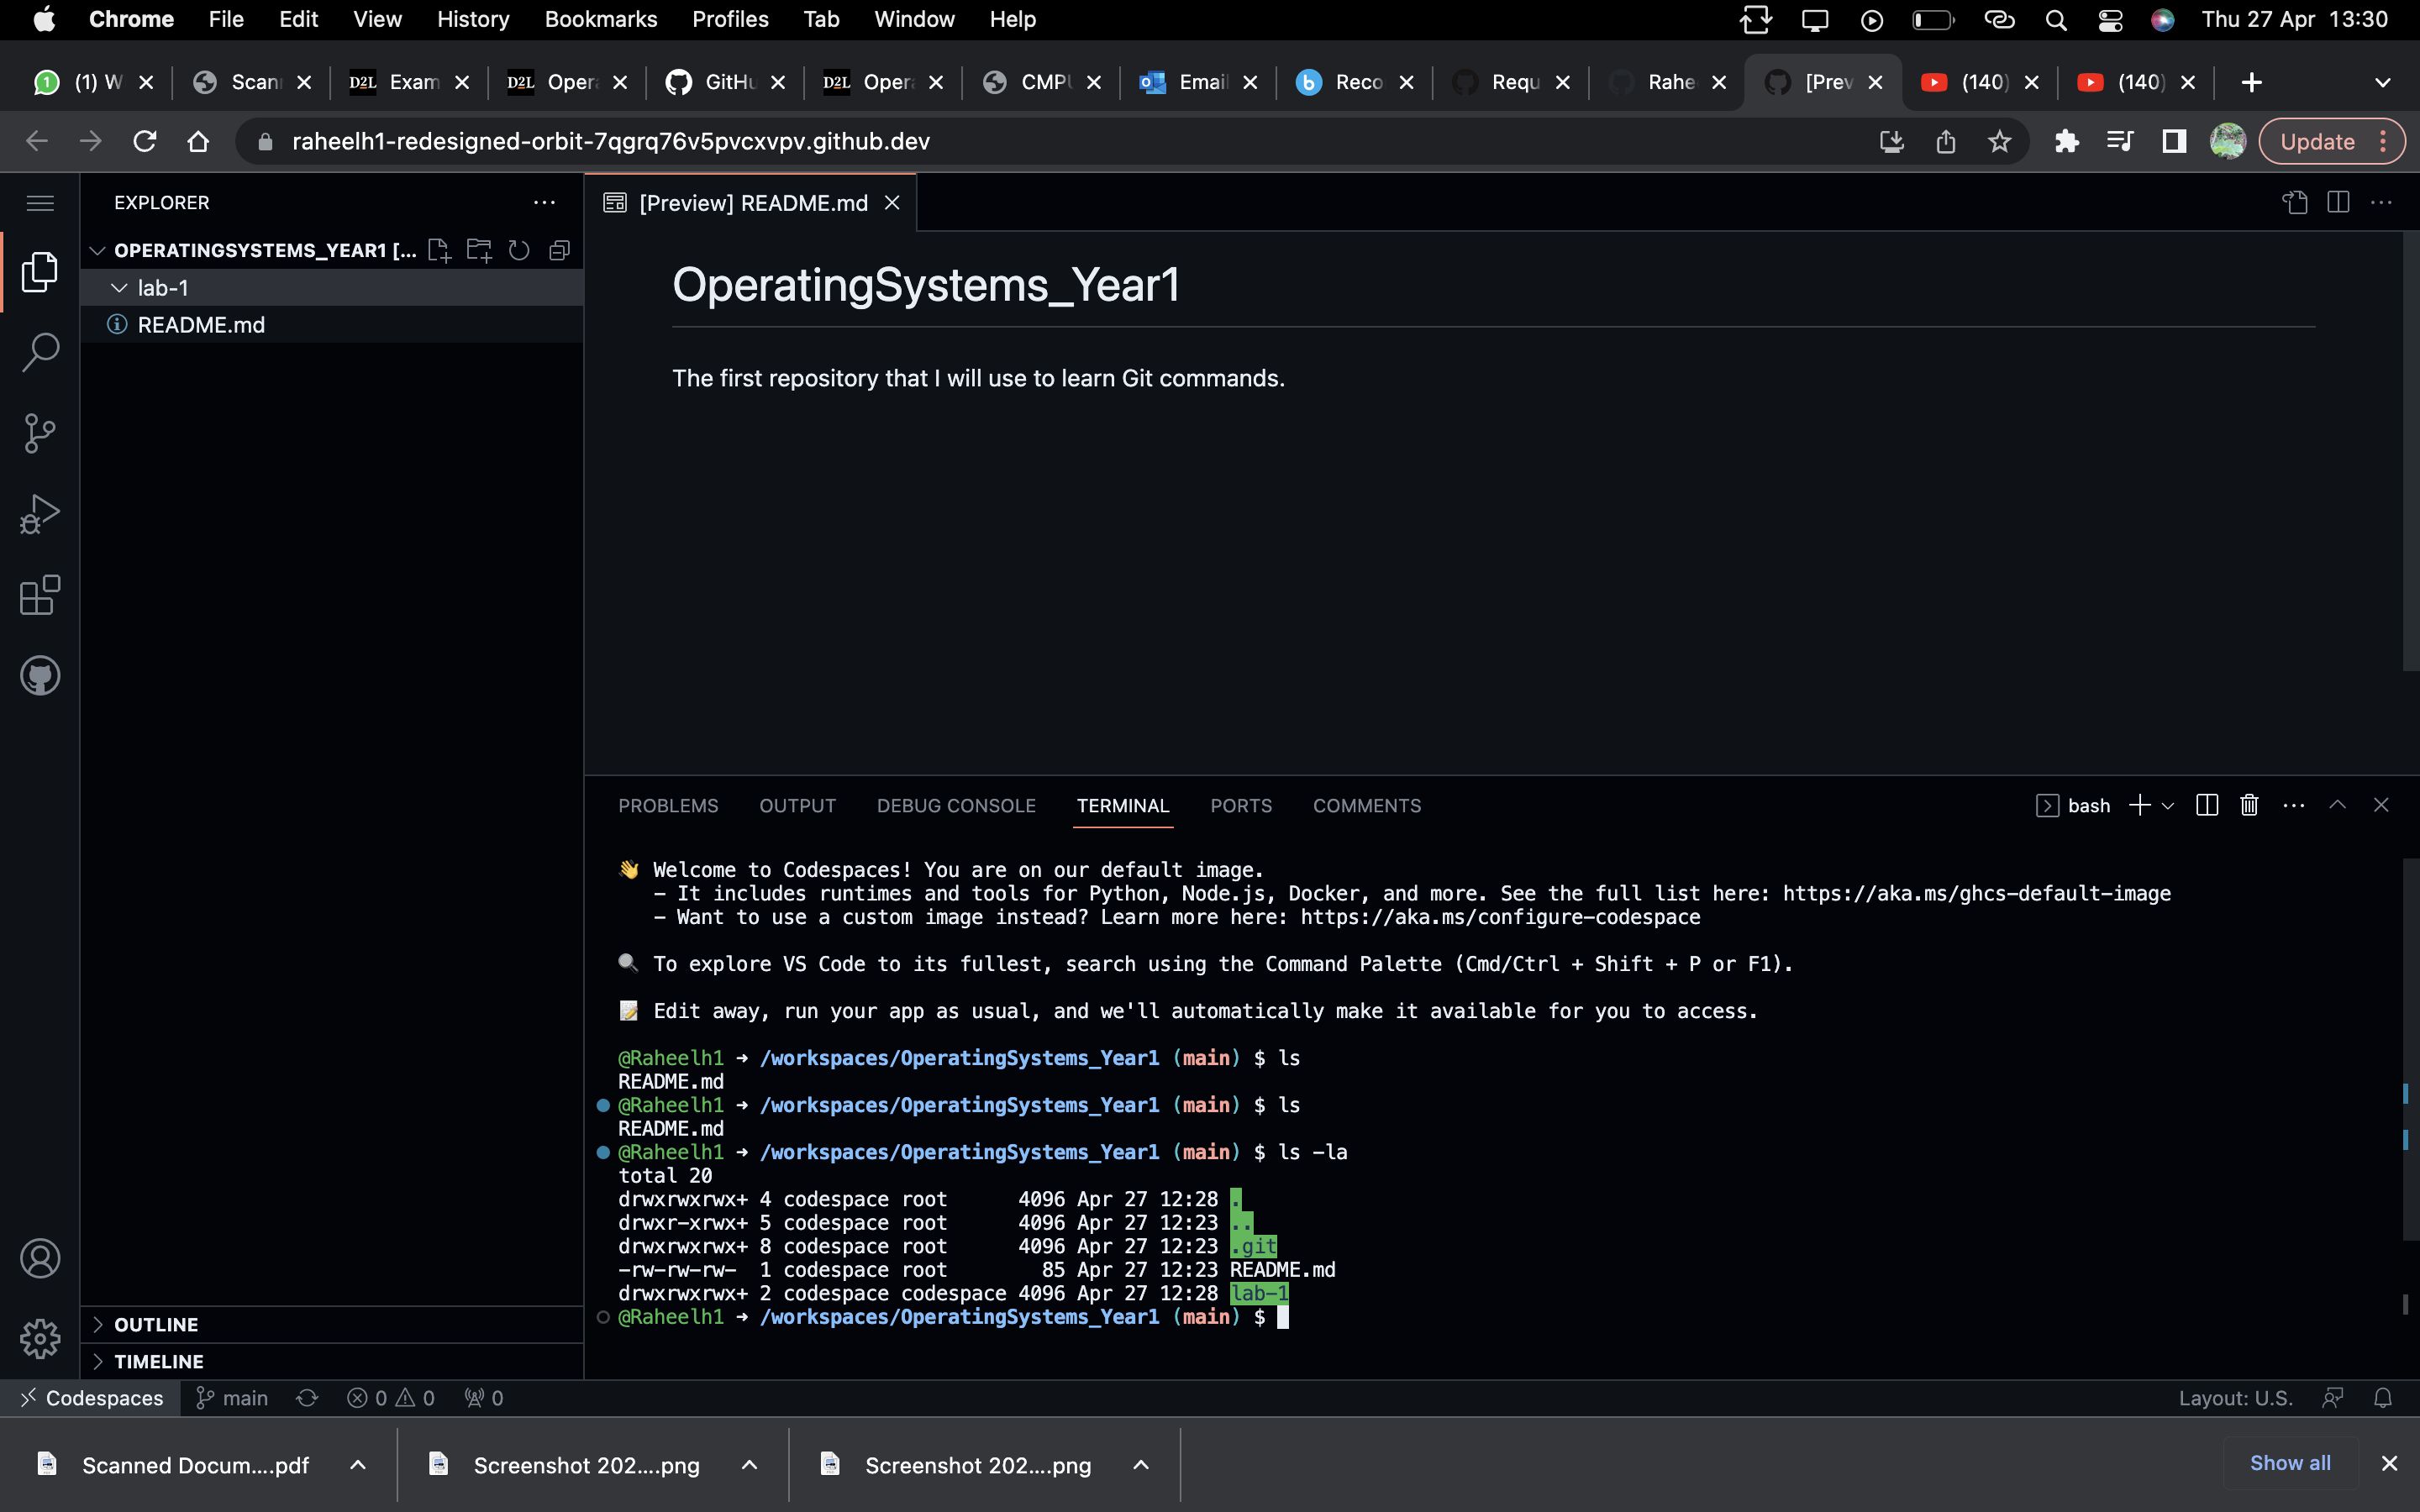 Chrome File Edit View History Bookmarks Profiles Tab Window Help Thu 27 Apr 13:30
(1) W Scan D2L Exam D2L Opera GitHu D2L Opera CMPU Email Reco Requ Rahe [Prev (140) (140)
raheelh1-redesigned-orbit-7qgrq76v5pvcxvpv.github.dev Update
EXPLORER
OPERATINGSYSTEMS_YEAR1 [...
lab-1
README.md
OUTLINE
TIMELINE
[Preview] README.md
OperatingSystems_Year1
The first repository that I will use to learn Git commands.
PROBLEMS OUTPUT DEBUG CONSOLE TERMINAL PORTS COMMENTS bash
👋 Welcome to Codespaces! You are on our default image.
- It includes runtimes and tools for Python, Node.js, Docker, and more. See the full list here: https://aka.ms/ghcs-default-image
- Want to use a custom image instead? Learn more here: https://aka.ms/configure-codespace
🔍 To explore VS Code to its fullest, search using the Command Palette (Cmd/Ctrl + Shift + P or F1).
📝 Edit away, run your app as usual, and we'll automatically make it available for you to access.
@Raheelh1 → /workspaces/OperatingSystems_Year1 (main) $ ls
README.md
@Raheelh1 → /workspaces/OperatingSystems_Year1 (main) $ ls
README.md
@Raheelh1 → /workspaces/OperatingSystems_Year1 (main) $ ls -la
total 20
drwxrwxrwx+ 4 codespace root 4096 Apr 27 12:28 .
drwxr-xrwx+ 5 codespace root 4096 Apr 27 12:23 ..
drwxrwxrwx+ 8 codespace root 4096 Apr 27 12:23 .git
-rw-rw-rw- 1 codespace root 85 Apr 27 12:23 README.md
drwxrwxrwx+ 2 codespace codespace 4096 Apr 27 12:28 lab-1
@Raheelh1 → /workspaces/OperatingSystems_Year1 (main) $
Codespaces main 0 0 0 Layout: U.S.
Scanned Docum....pdf Screenshot 202....png Screenshot 202....png Show all